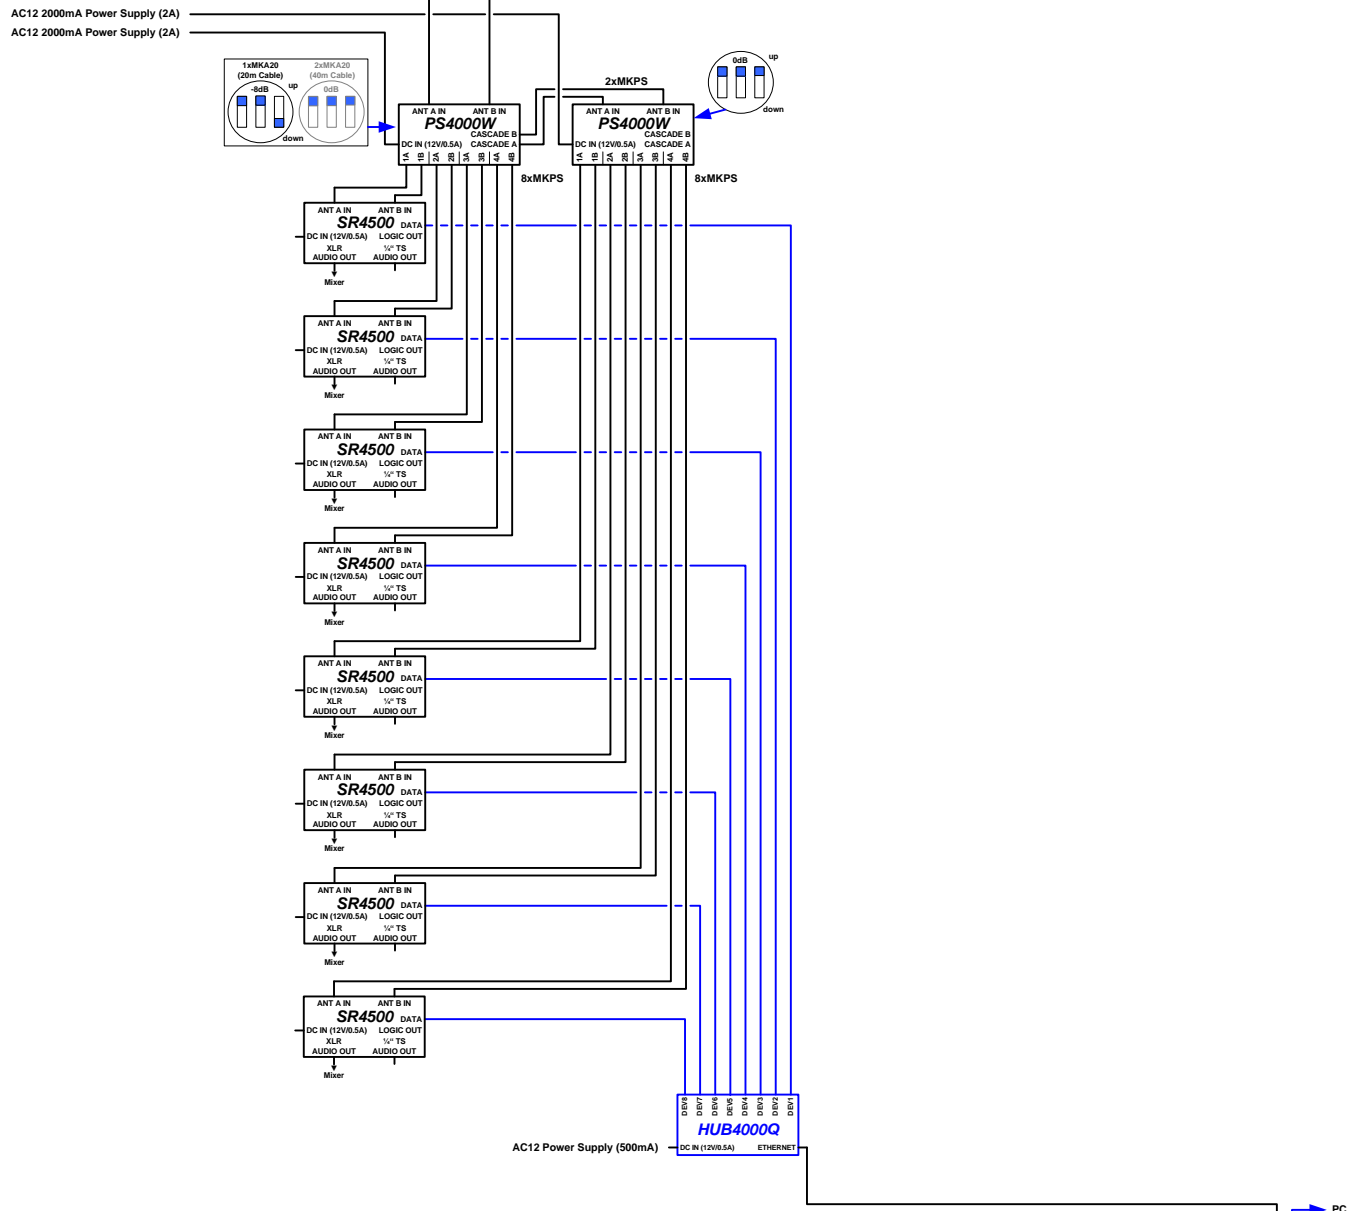 AC12 2000mA Power Supply (2A)
AC12 2000mA Power Supply (2A)
1xMKA20
(20m Cable)
-8dB
up
down
2xMKA20
(40m Cable)
0dB
0dB
up
down
2xMKPS
ANT A IN ANT B IN
PS4000W
CASCADE B
DC IN (12V/0.5A) CASCADE A
1A 1B 2A 2B 3A 3B 4A 4B
8xMKPS
ANT A IN ANT B IN
PS4000W
CASCADE B
DC IN (12V/0.5A) CASCADE A
1A 1B 2A 2B 3A 3B 4A 4B
8xMKPS
ANT A IN ANT B IN
SR4500 DATA
DC IN (12V/0.5A) LOGIC OUT
XLR ¼“ TS
AUDIO OUT AUDIO OUT
Mixer
ANT A IN ANT B IN
SR4500 DATA
DC IN (12V/0.5A) LOGIC OUT
XLR ¼“ TS
AUDIO OUT AUDIO OUT
Mixer
ANT A IN ANT B IN
SR4500 DATA
DC IN (12V/0.5A) LOGIC OUT
XLR ¼“ TS
AUDIO OUT AUDIO OUT
Mixer
ANT A IN ANT B IN
SR4500 DATA
DC IN (12V/0.5A) LOGIC OUT
XLR ¼“ TS
AUDIO OUT AUDIO OUT
Mixer
ANT A IN ANT B IN
SR4500 DATA
DC IN (12V/0.5A) LOGIC OUT
XLR ¼“ TS
AUDIO OUT AUDIO OUT
Mixer
ANT A IN ANT B IN
SR4500 DATA
DC IN (12V/0.5A) LOGIC OUT
XLR ¼“ TS
AUDIO OUT AUDIO OUT
Mixer
ANT A IN ANT B IN
SR4500 DATA
DC IN (12V/0.5A) LOGIC OUT
XLR ¼“ TS
AUDIO OUT AUDIO OUT
Mixer
ANT A IN ANT B IN
SR4500 DATA
DC IN (12V/0.5A) LOGIC OUT
XLR ¼“ TS
AUDIO OUT AUDIO OUT
Mixer
DEV8 DEV7 DEV6 DEV5 DEV4 DEV3 DEV2 DEV1
HUB4000Q
AC12 Power Supply (500mA)
DC IN (12V/0.5A) ETHERNET
PC